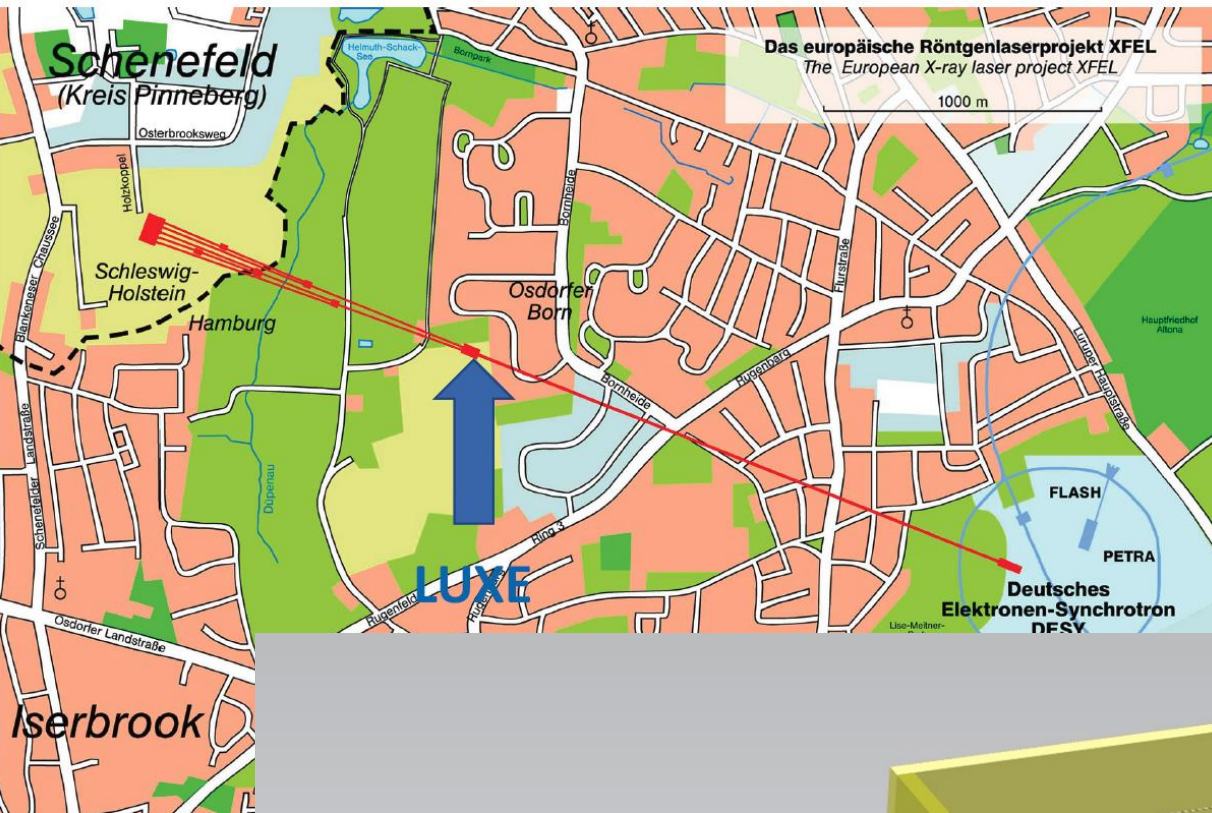 Schenefeld
(Kreis Pinneberg)
Helmuth-Schack-
See
Bornpark
Das europäische Röntgenlaserprojekt XFEL
The European X-ray laser project XFEL
1000 m
Osterbrooksweg
Holzkoppel
Blankeneser Chaussee
Schleswig-
Holstein
Hamburg
Bornheide
Osdorfer
Born
Flurstraße
Rugenbarg
Bornheide
Hauptfriedhof
Altona
Luruper Hauptstraße
Schenefelder Landstraße
Düpenau
FLASH
PETRA
Ring 3
LUXE
Deutsches
Elektronen-Synchrotron
DESY
Lise-Meitner-
Osdorfer Landstraße
Iserbrook